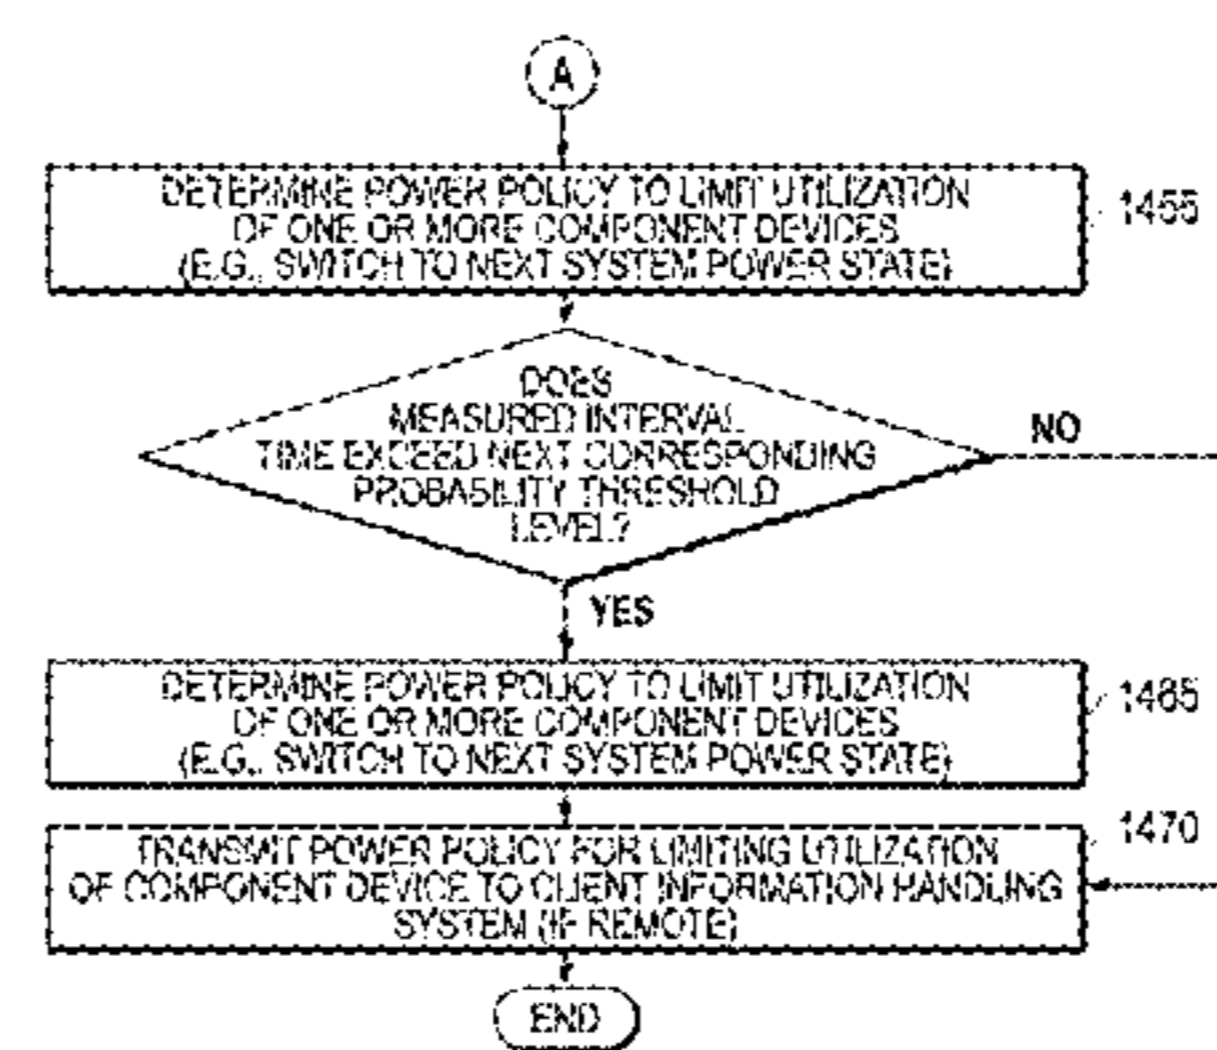 A
DETERMINE POWER POLICY TO LIMIT UTILIZATION
OF ONE OR MORE COMPONENT DEVICES
(E.G., SWITCH TO NEXT SYSTEM POWER STATE)
1455
DOES
MEASURED INTERVAL
TIME EXCEED NEXT CORRESPONDING
PROBABILITY THRESHOLD
LEVEL?
NO
YES
DETERMINE POWER POLICY TO LIMIT UTILIZATION
OF ONE OR MORE COMPONENT DEVICES
(E.G., SWITCH TO NEXT SYSTEM POWER STATE)
1465
TRANSMIT POWER POLICY FOR LIMITING UTILIZATION
OF COMPONENT DEVICE TO CLIENT INFORMATION HANDLING
SYSTEM (IF REMOTE)
1470
END